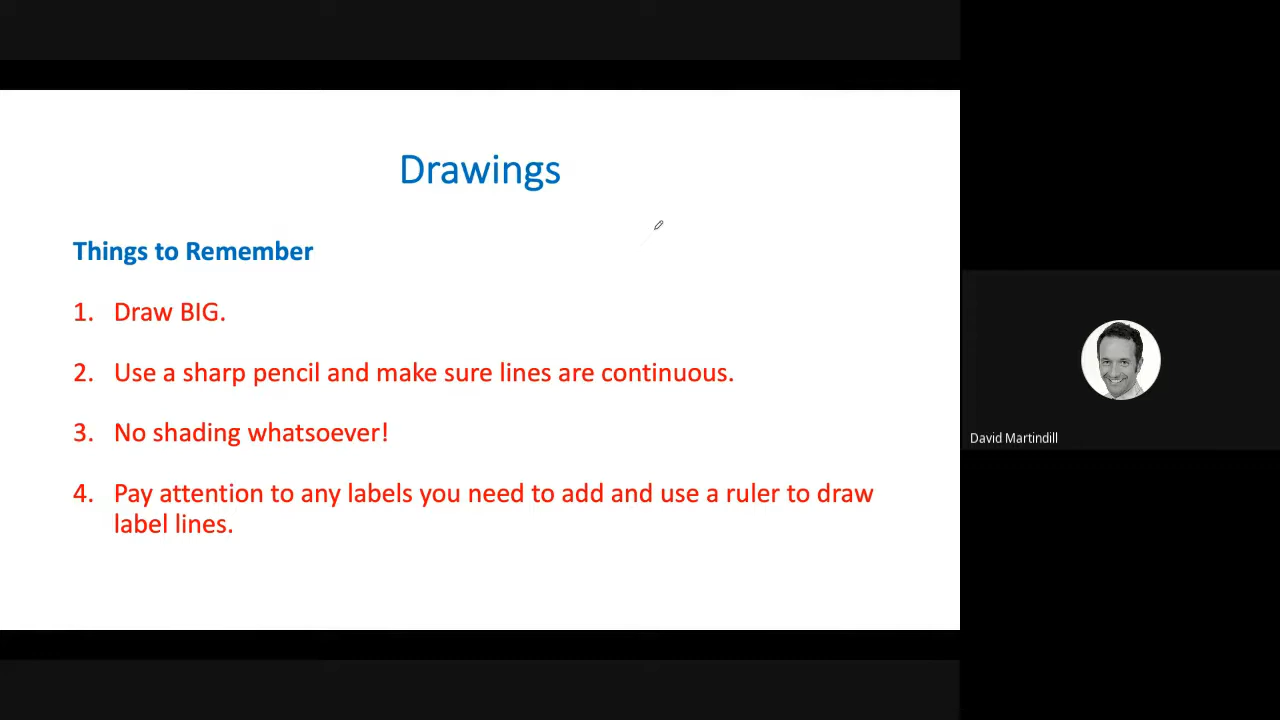 Drawings
Things to Remember
1. Draw BIG.
2. Use a sharp pencil and make sure lines are continuous.
3. No shading whatsoever!
4. Pay attention to any labels you need to add and use a ruler to draw
label lines.
David Martindill